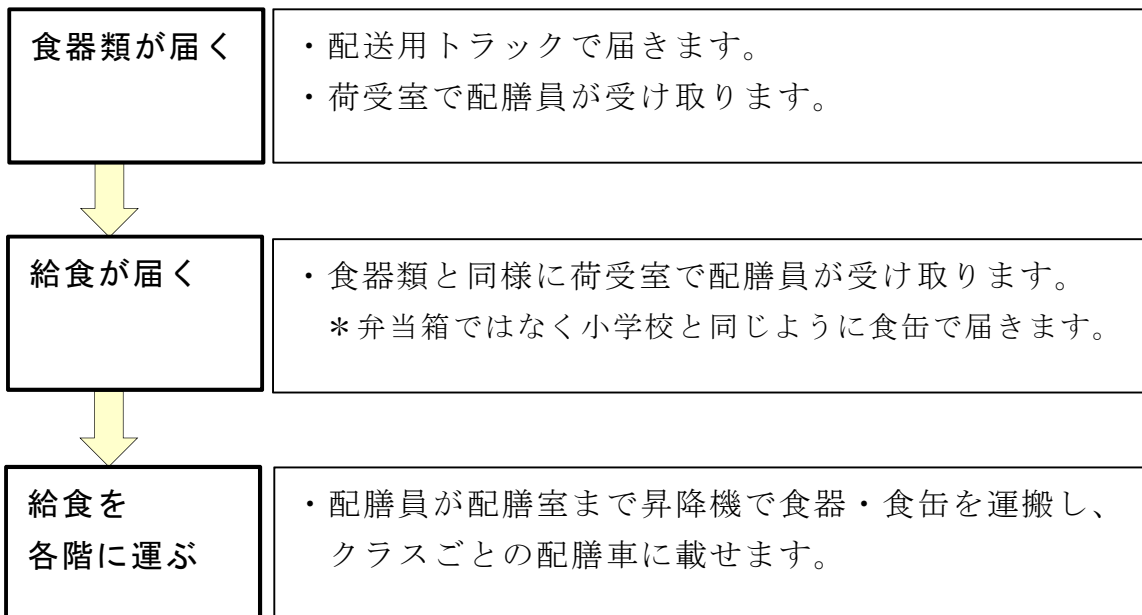 食器類が届く
・配送用トラックで届きます。
・荷受室で配膳員が受け取ります。
給食が届く
・食器類と同様に荷受室で配膳員が受け取ります。
＊弁当箱ではなく小学校と同じように食缶で届きます。
給食を
各階に運ぶ
・配膳員が配膳室まで昇降機で食器・食缶を運搬し、
クラスごとの配膳車に載せます。